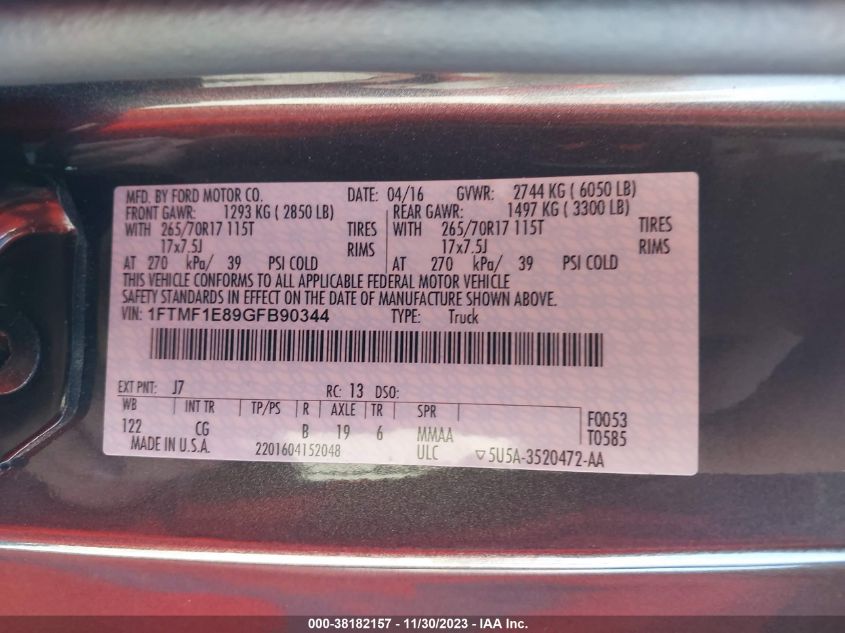 MFD. BY FORD MOTOR CO. DATE: 04/16 GVWR: 2744 KG ( 6050 LB)
FRONT GAWR: 1293 KG ( 2850 LB) REAR GAWR: 1497 KG ( 3300 LB)
WITH 265/70R17 115T TIRES WITH 265/70R17 115T TIRES
17x7.5J RIMS 17x7.5J RIMS
AT 270 kPa/ 39 PSI COLD AT 270 kPa/ 39 PSI COLD
THIS VEHICLE CONFORMS TO ALL APPLICABLE FEDERAL MOTOR VEHICLE
SAFETY STANDARDS IN EFFECT ON THE DATE OF MANUFACTURE SHOWN ABOVE.
VIN: 1FTMF1E89GFB90344 TYPE: Truck
EXT PNT: J7 RC: 13 DSO:
WB INT TR TP/PS R AXLE TR SPR F0053
122 CG B 19 6 MMAA T0585
MADE IN U.S.A. 2201604152048 ULC ▽5U5A-3520472-AA
000-38182157 - 11/30/2023 - IAA Inc.